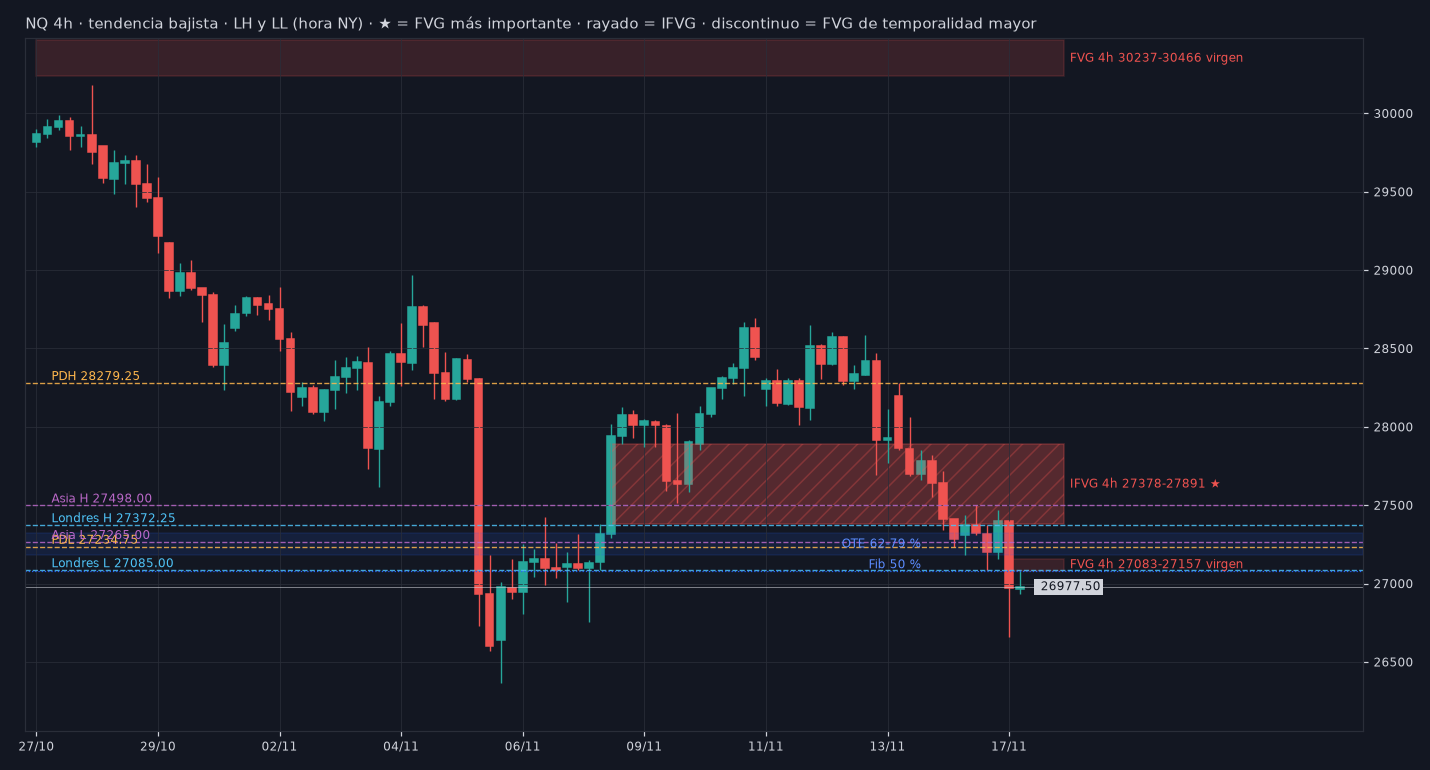 NQ 4h · tendencia bajista · LH y LL (hora NY) · ★ = FVG más importante · rayado = IFVG · discontinuo = FVG de temporalidad mayor
FVG 4h 30237-30466 virgen
30000
29500
29000
28500
PDH 28279.25
28000
IFVG 4h 27378-27891 ★
Asia H 27498.00
27500
Londres H 27372.25
Asia L 27265.00
PDL 27234.75
OTE 62-79 %
Londres L 27085.00
Fib 50 %
FVG 4h 27083-27157 virgen
27000
26977.50
26500
27/10 29/10 02/11 04/11 06/11 09/11 11/11 13/11 17/11